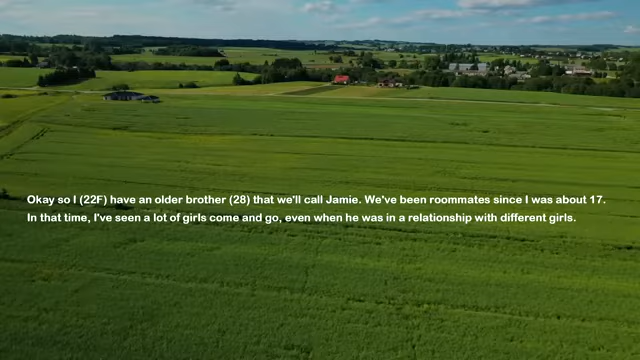 Okay so I (22F) have an older brother (28) that we'll call Jamie. We've been roommates since I was about 17.
In that time, I've seen a lot of girls come and go, even when he was in a relationship with different girls.